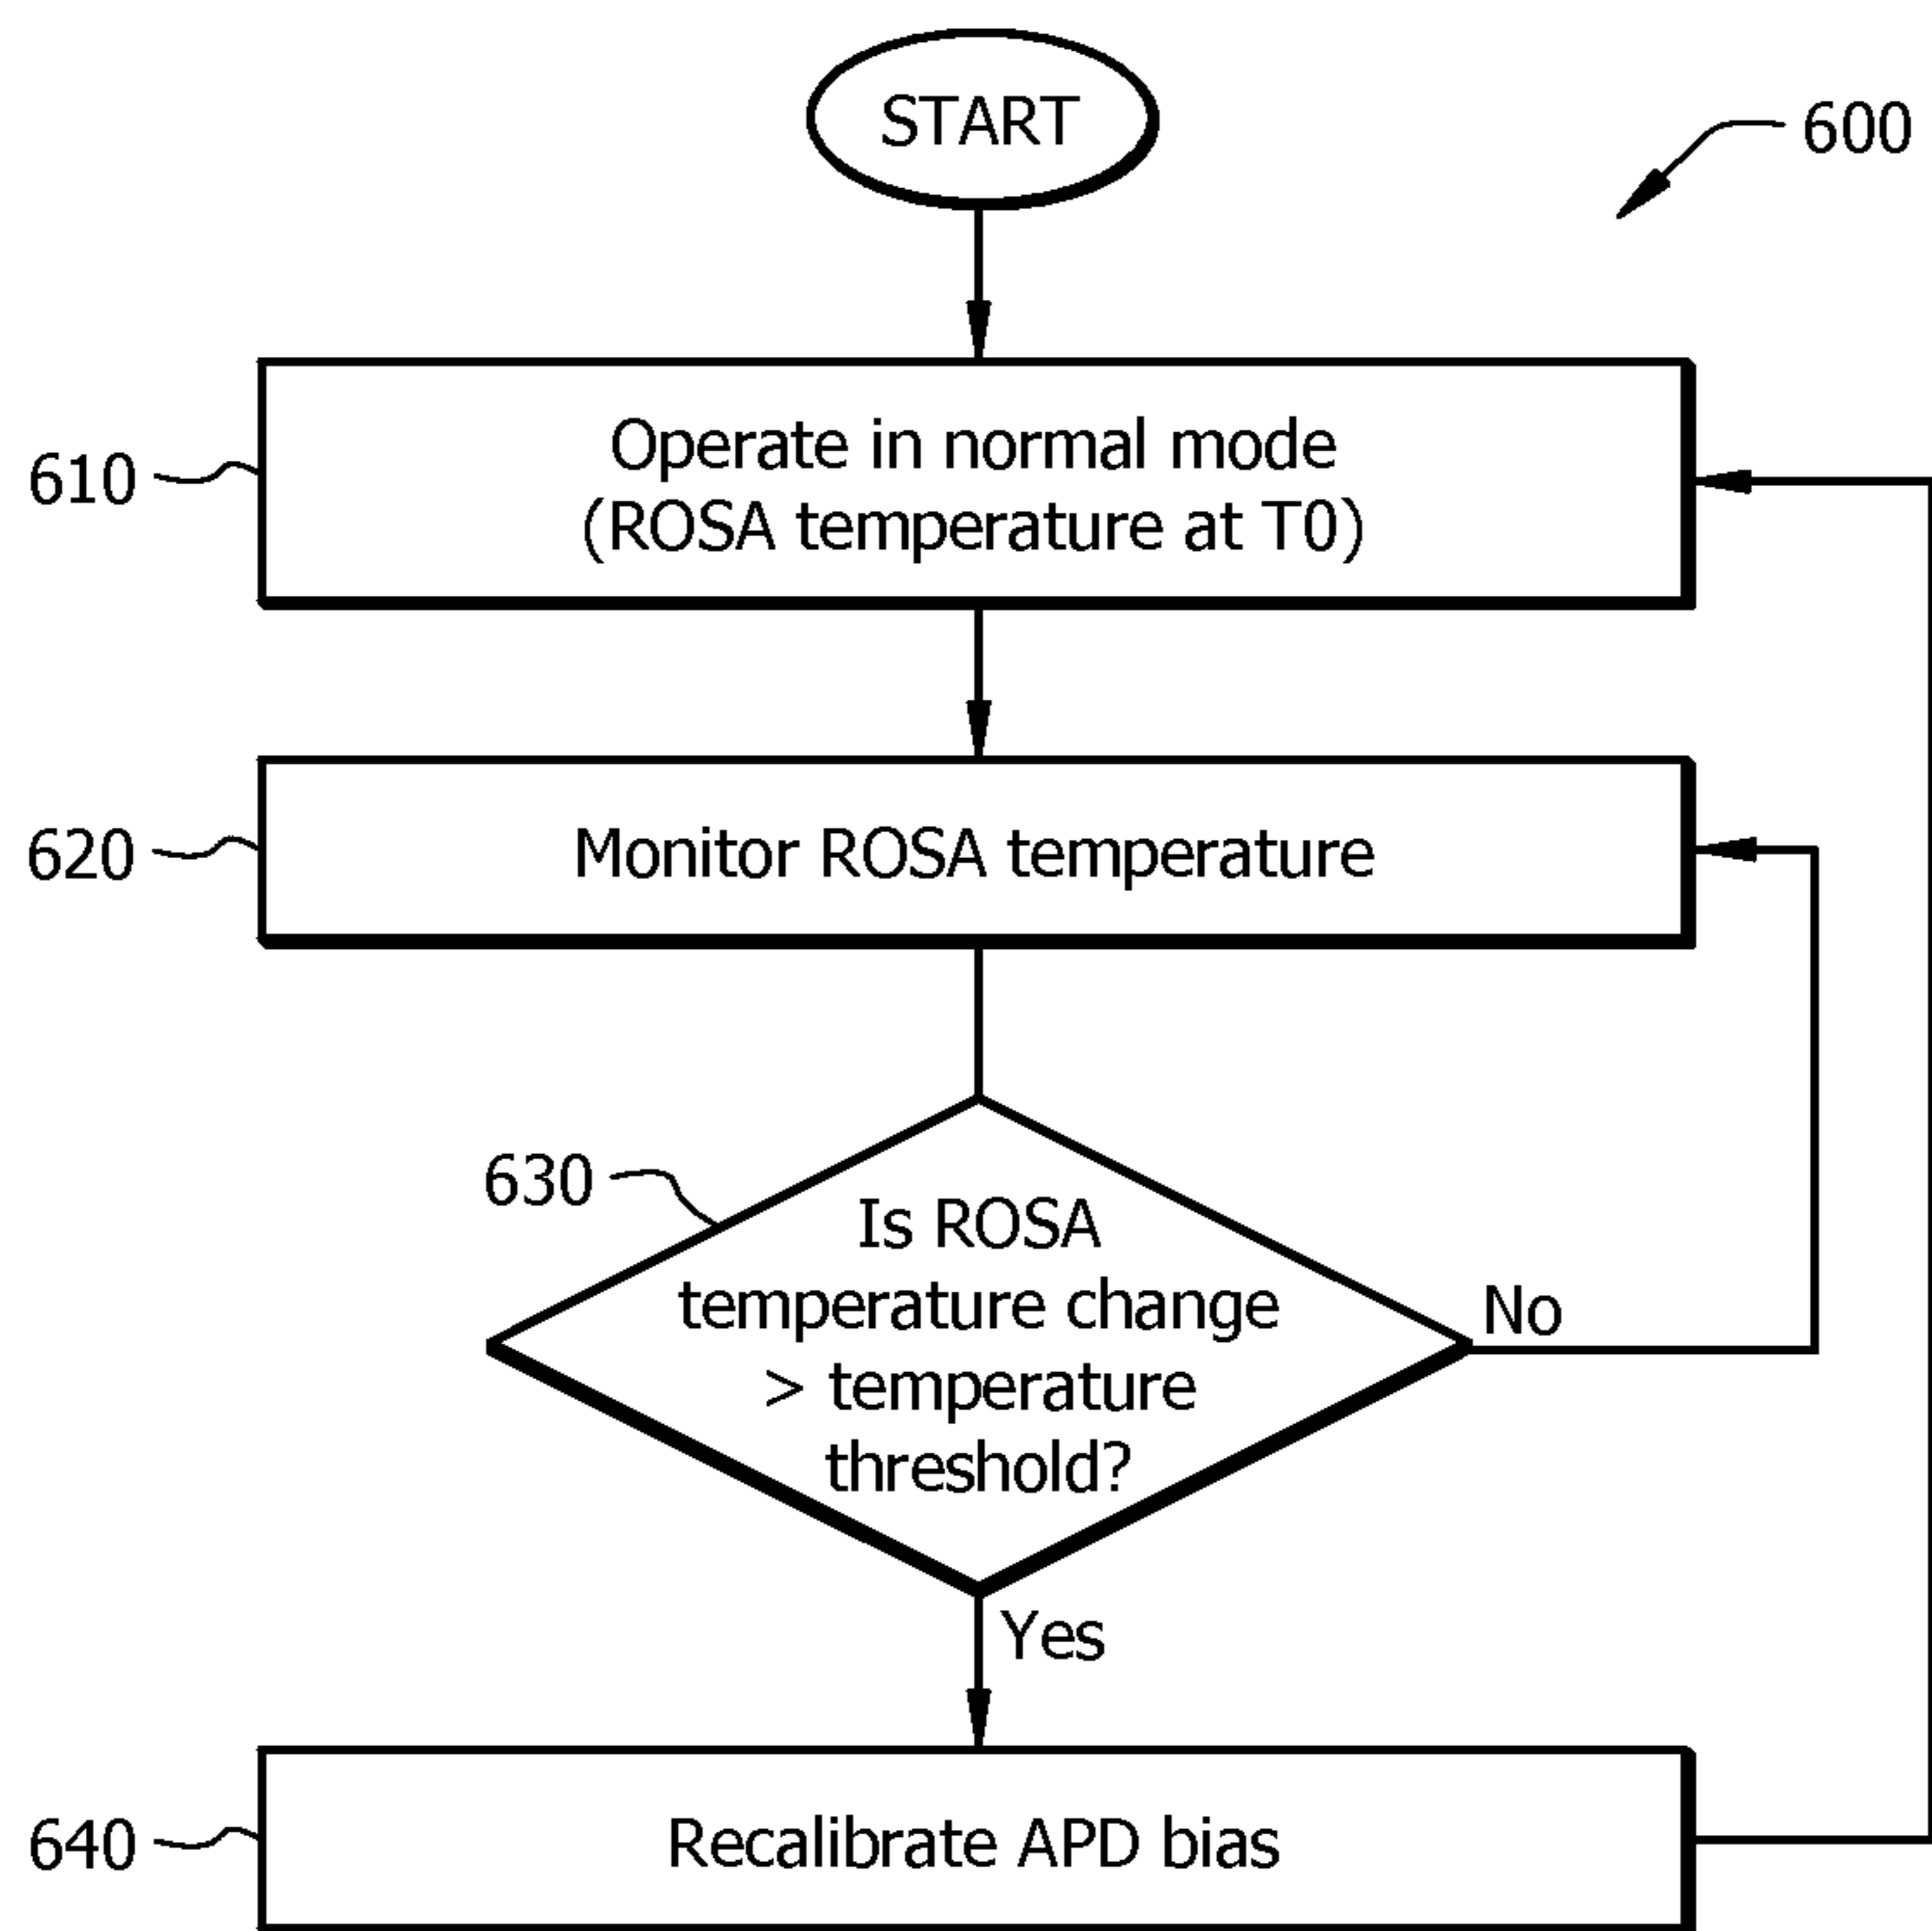 START
600
610
Operate in normal mode
(ROSA temperature at T0)
620
Monitor ROSA temperature
630
Is ROSA
temperature change
> temperature
threshold?
No
Yes
640
Recalibrate APD bias